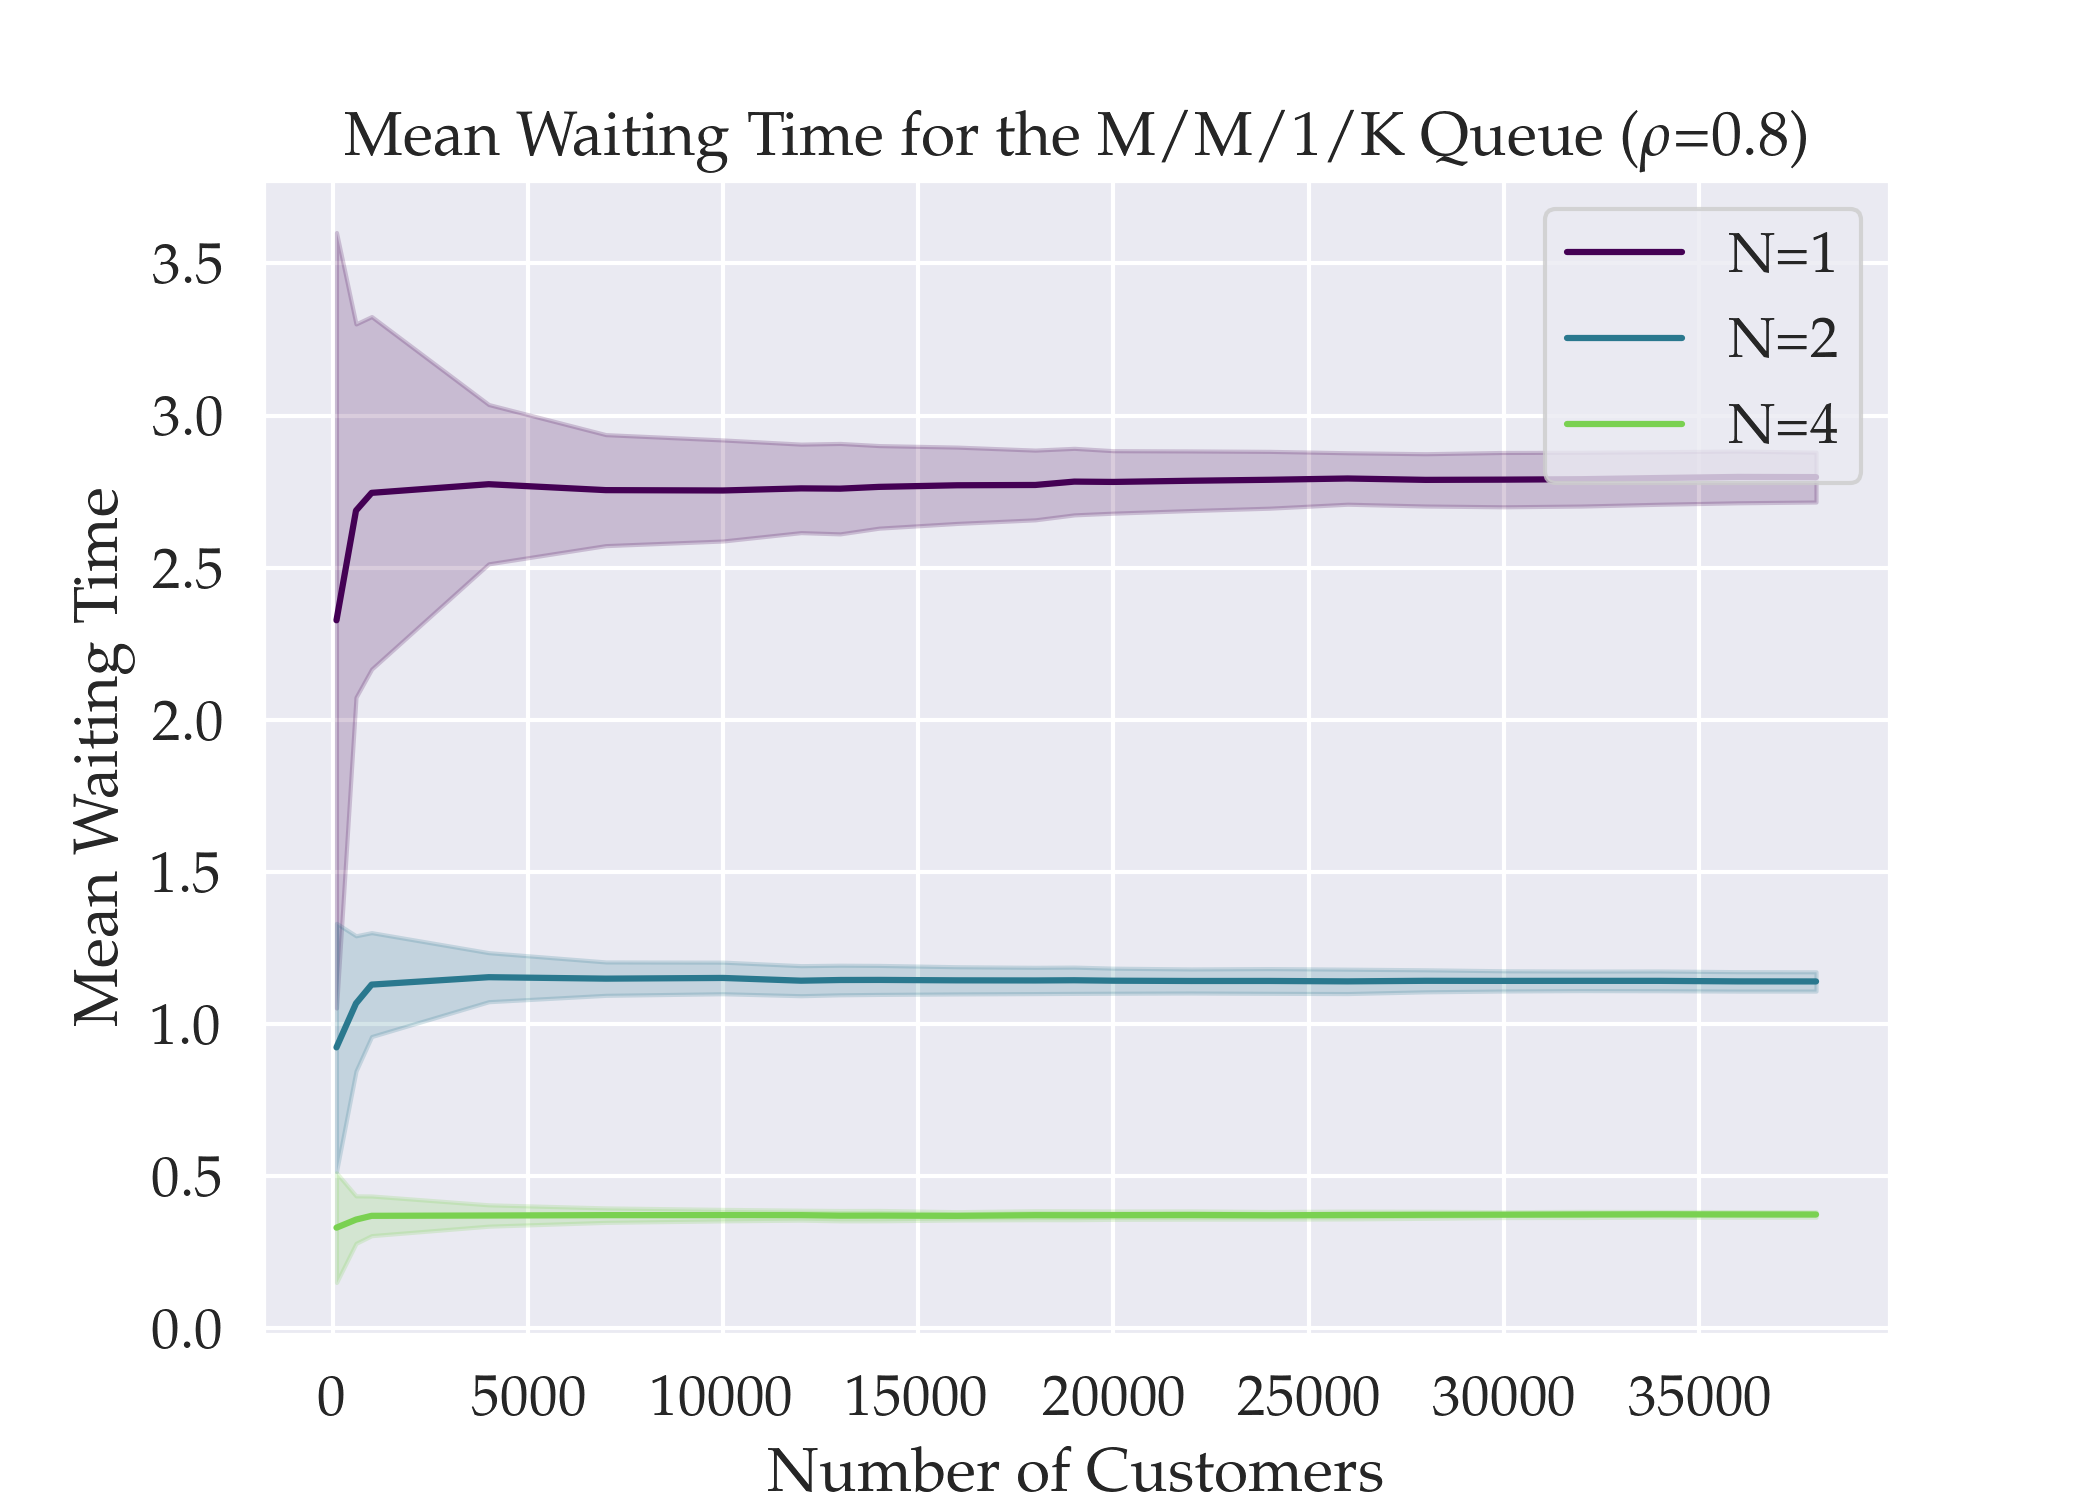 Mean Waiting Time for the M/M/1/K Queue (ρ=0.8)
N=1
N=2
N=4
Mean Waiting Time
3.5
3.0
2.5
2.0
1.5
1.0
0.5
0.0
0 5000 10000 15000 20000 25000 30000 35000
Number of Customers